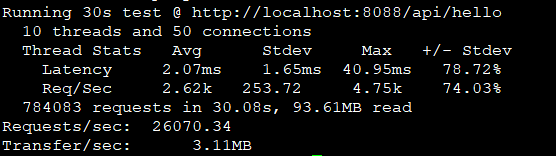 Running 30s test @ http://localhost:8088/api/hello
10 threads and 50 connections
Thread Stats Avg Stdev Max +/- Stdev
Latency 2.07ms 1.65ms 40.95ms 78.72%
Req/Sec 2.62k 253.72 4.75k 74.03%
784083 requests in 30.08s, 93.61MB read
Requests/sec: 26070.34
Transfer/sec: 3.11MB